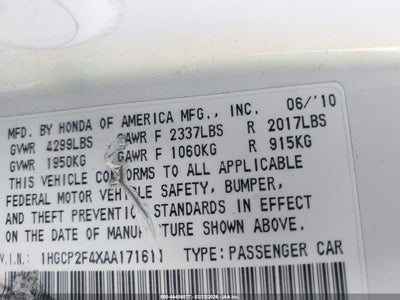 MFD. BY HONDA OF AMERICA MFG., INC. 06/'10
GVWR 4299LBS GAWR F 2337LBS R 2017LBS
GVWR 1950KG GAWR F 1060KG R 915KG
THIS VEHICLE CONFORMS TO ALL APPLICABLE
FEDERAL MOTOR VEHICLE SAFETY, BUMPER,
AND THEFT PREVENTION STANDARDS IN EFFECT
ON THE DATE OF MANUFACTURE SHOWN ABOVE.
V.I.N.: 1HGCP2F4XAA171611 TYPE:PASSENGER CAR